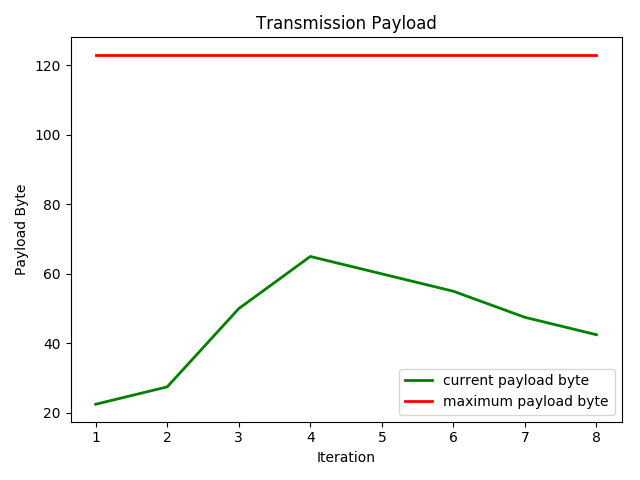 Transmission Payload
Payload Byte
120
100
80
60
40
20
1 2 3 4 5 6 7 8
Iteration
current payload byte
maximum payload byte